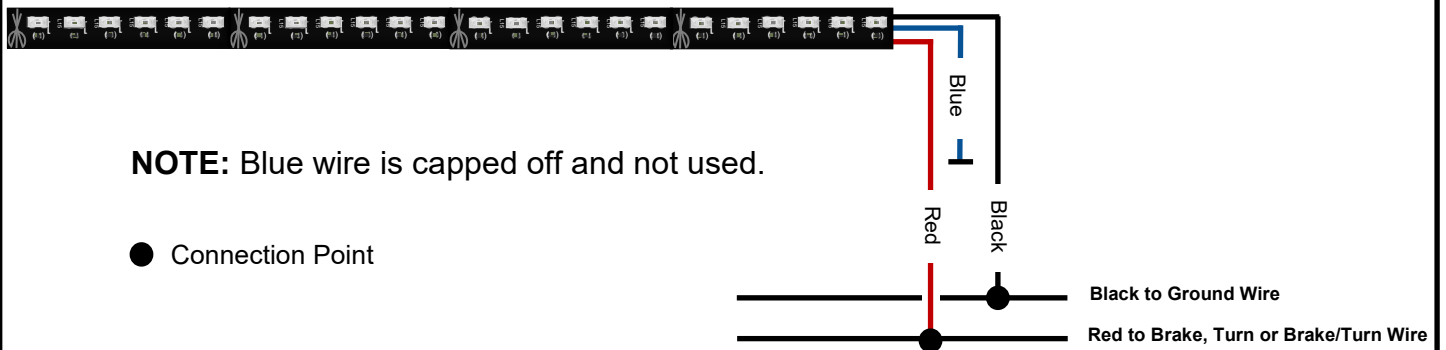 Blue
NOTE: Blue wire is capped off and not used.
Red
Black
Connection Point
Black to Ground Wire
Red to Brake, Turn or Brake/Turn Wire